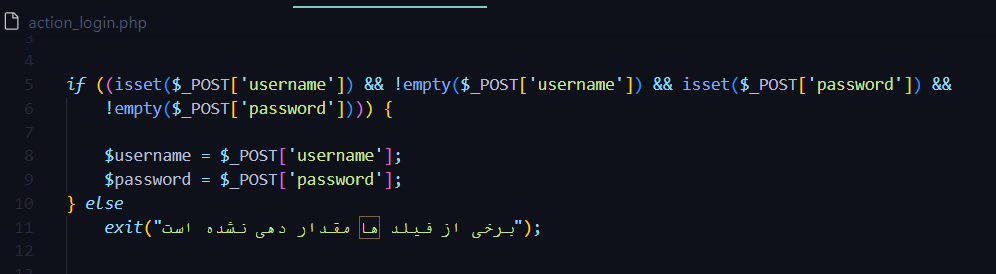 action_login.php
3
4
5 if ((isset($_POST['username']) && !empty($_POST['username']) && isset($_POST['password']) &&
6 !empty($_POST['password']))) {
7
8 $username = $_POST['username'];
9 $password = $_POST['password'];
10 } else
11 exit("برخی از فیلد ها مقدار دهی نشده است");
12